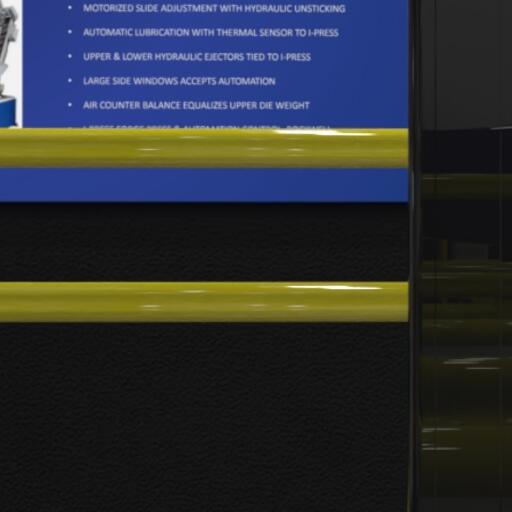 • MOTORIZED SLIDE ADJUSTMENT WITH HYDRAULIC UNSTICKING
• AUTOMATIC LUBRICATION WITH THERMAL SENSOR TO I-PRESS
• UPPER & LOWER HYDRAULIC EJECTORS TIED TO I-PRESS
• LARGE SIDE WINDOWS ACCEPTS AUTOMATION
• AIR COUNTER BALANCE EQUALIZES UPPER DIE WEIGHT